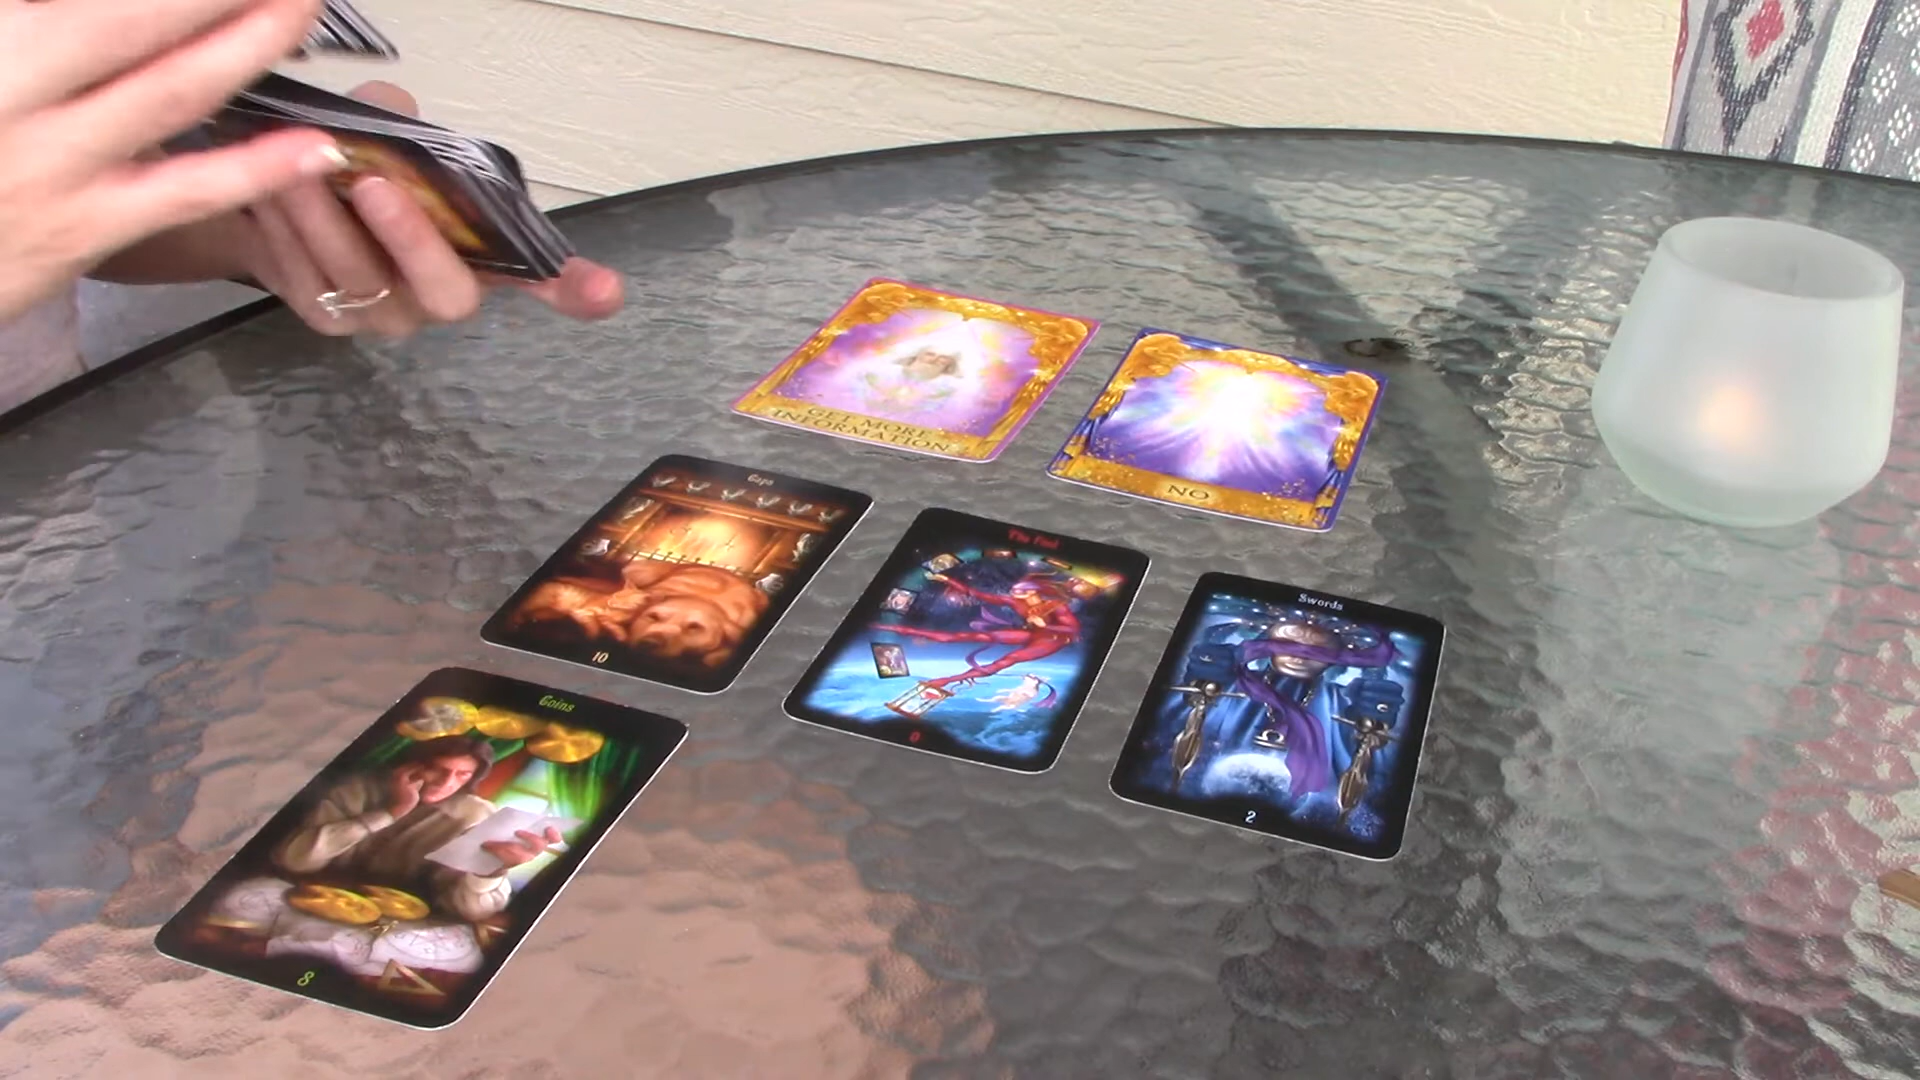 GET MORE
INFORMATION
NO
Cups
10
The Fool
0
Swords
2
Coins
8